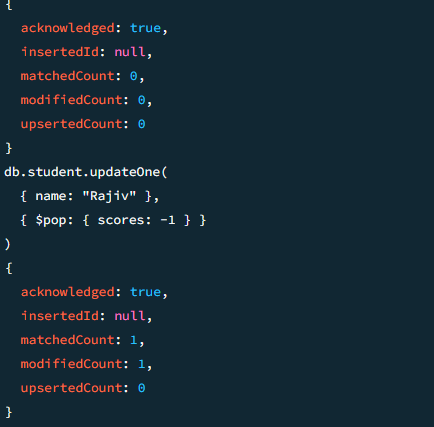 {
acknowledged: true,
insertedId: null,
matchedCount: 0,
modifiedCount: 0,
upsertedCount: 0
}
db.student.updateOne(
{ name: "Rajiv" },
{ $pop: { scores: -1 } }
)
{
acknowledged: true,
insertedId: null,
matchedCount: 1,
modifiedCount: 1,
upsertedCount: 0
}